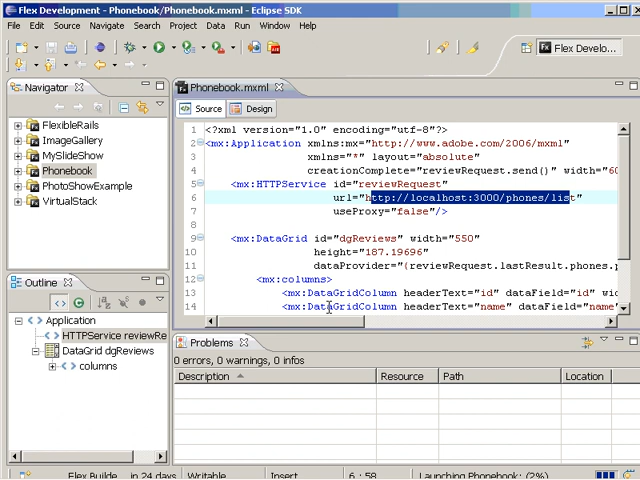 Flex Development - Phonebook/Phonebook.mxml - Eclipse SDK
File Edit Source Navigate Search Project Data Run Window Help
Flex Develo...
Navigator
FlexibleRails
ImageGallery
MySlideShow
Phonebook
PhotoShowExample
VirtualStack
Phonebook.mxml
Source Design
1 <?xml version="1.0" encoding="utf-8"?>
2 <mx:Application xmlns:mx="http://www.adobe.com/2006/mxml"
3 xmlns="*" layout="absolute"
4 creationComplete="reviewRequest.send()" width="60
5 <mx:HTTPService id="reviewRequest"
6 url="http://localhost:3000/phones/list"
7 useProxy="false"/>
8
9 <mx:DataGrid id="dgReviews" width="550"
10 height="187.19696"
11 dataProvider="{reviewRequest.lastResult.phones.p
12 <mx:columns>
13 <mx:DataGridColumn headerText="id" dataField="id" wid
14 <mx:DataGridColumn headerText="name" dataField="name"
Outline
Application
HTTPService reviewRe
DataGrid dgReviews
columns
Problems
0 errors, 0 warnings, 0 infos
Description Resource Path Location
Flex Builde... in 24 days Writable Insert 6 : 58 Launching Phonebook: (2%)